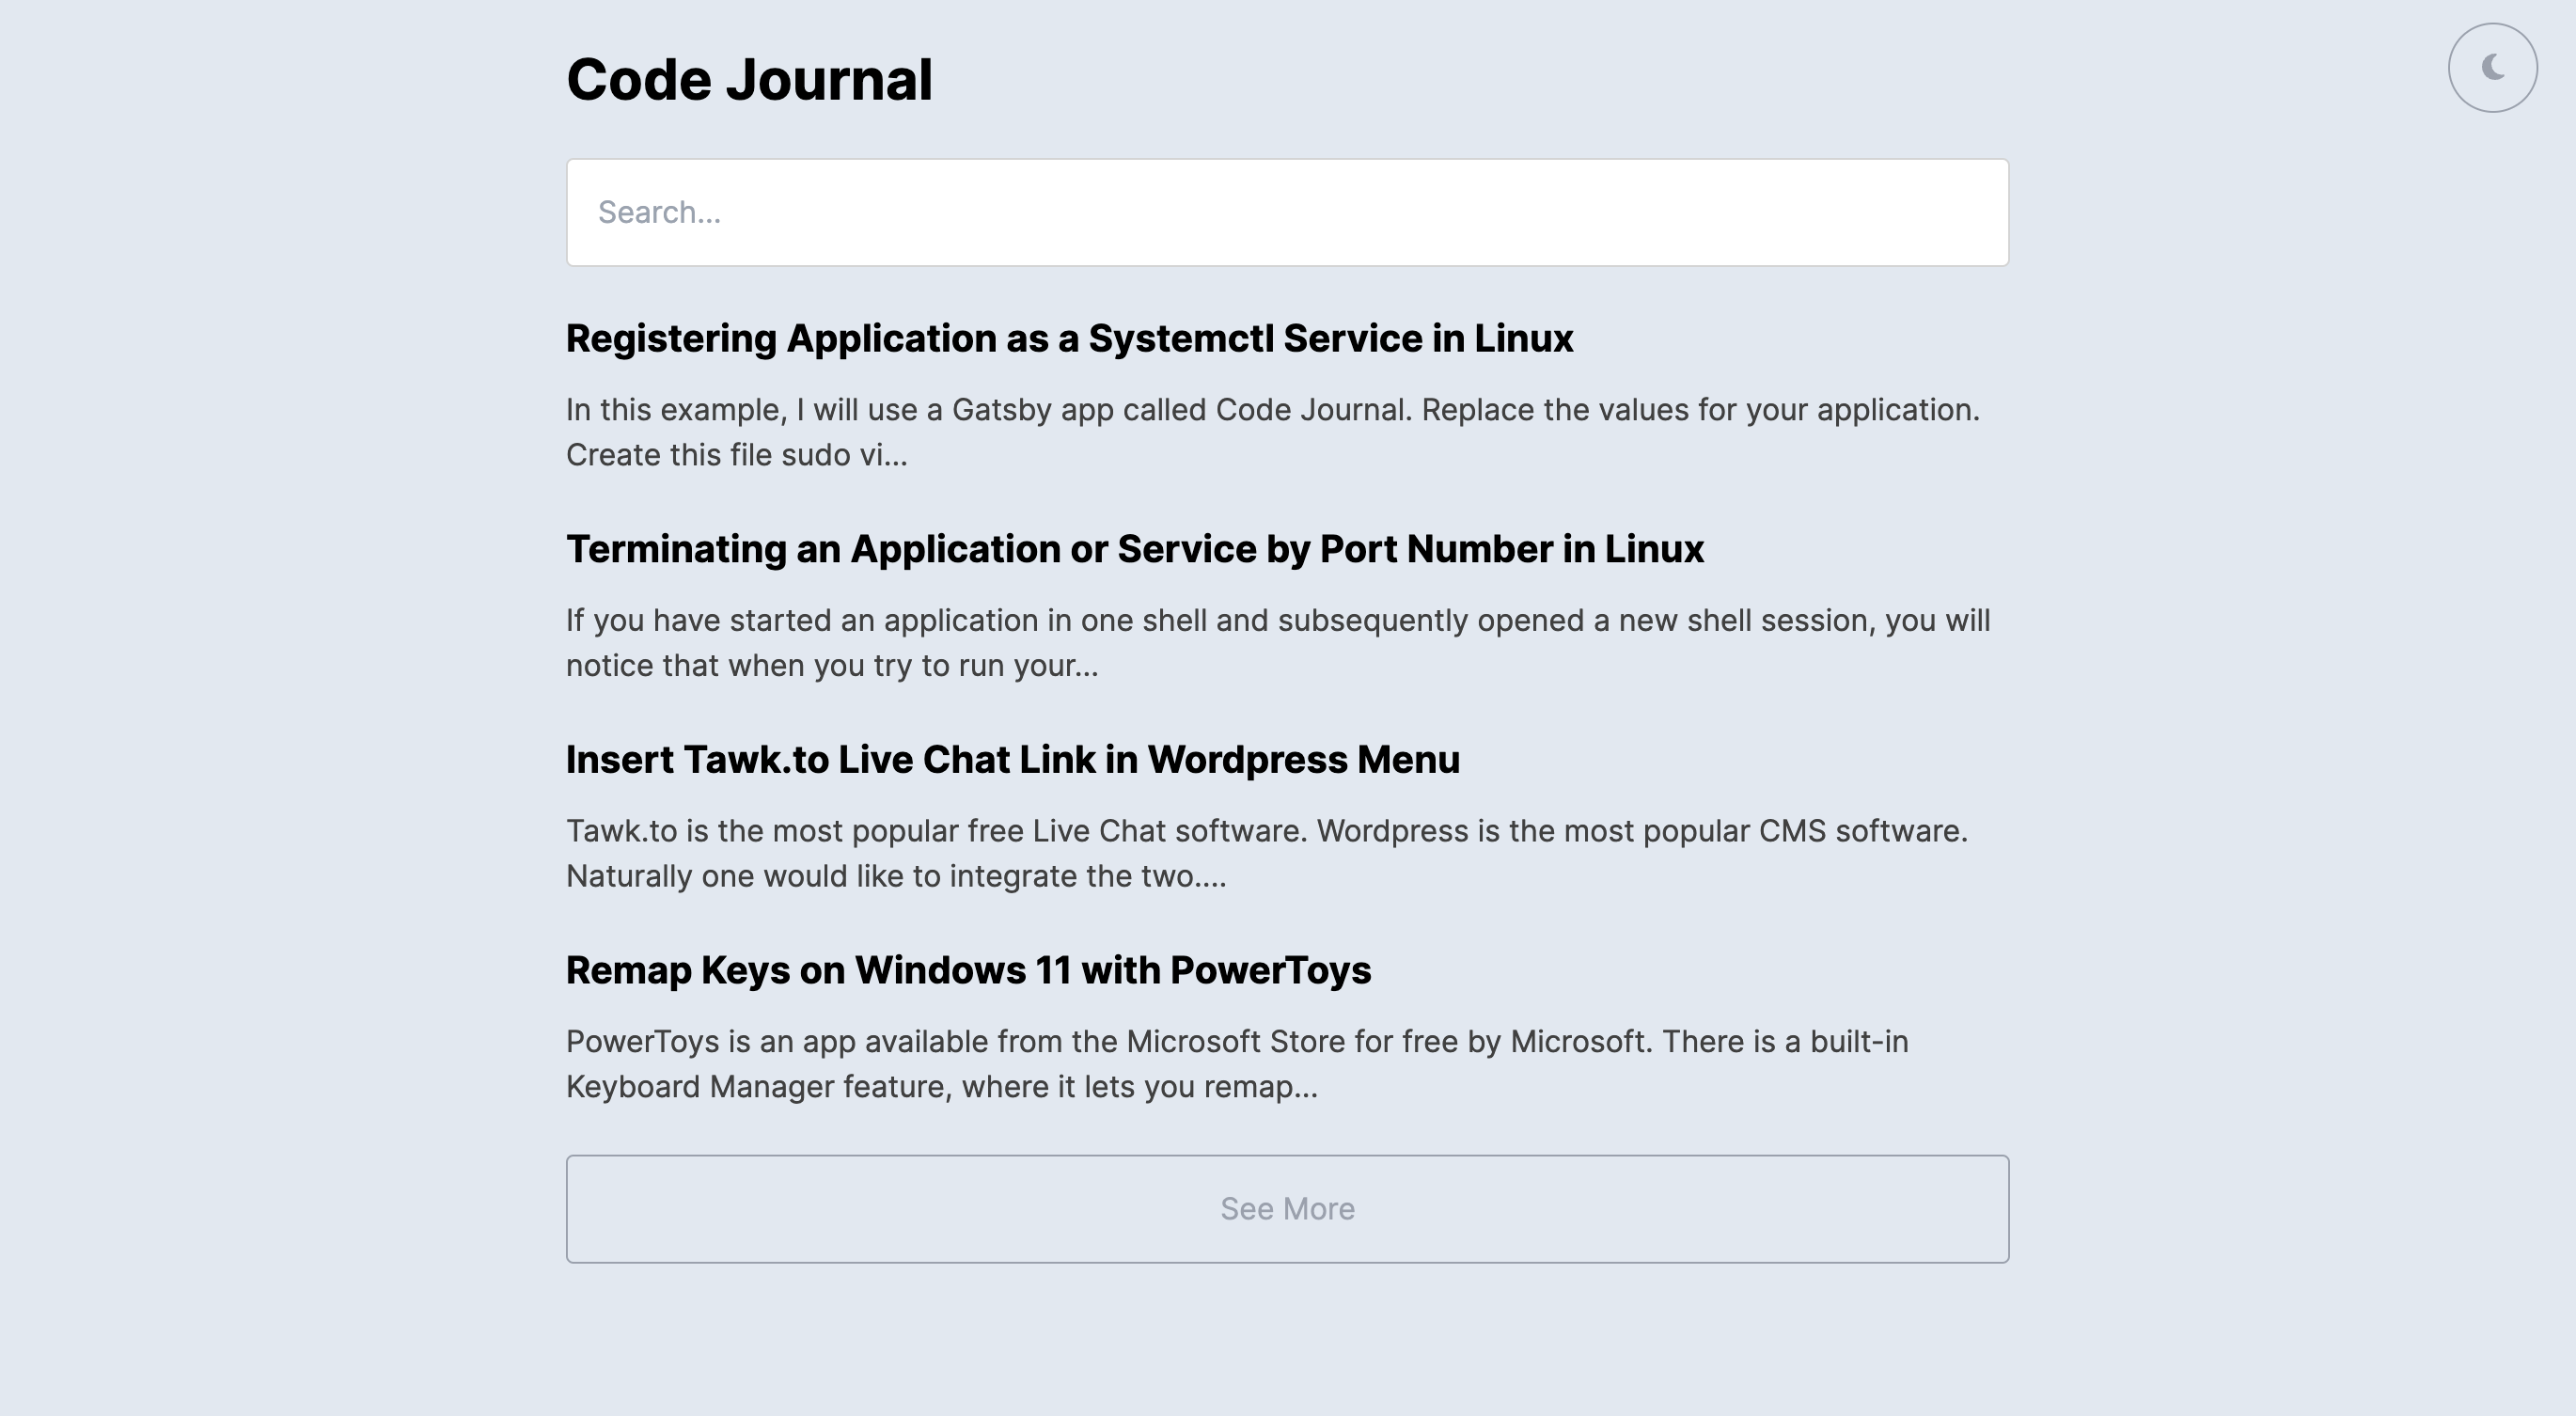 Code Journal
Search...
Registering Application as a Systemctl Service in Linux
In this example, I will use a Gatsby app called Code Journal. Replace the values for your application.
Create this file sudo vi...
Terminating an Application or Service by Port Number in Linux
If you have started an application in one shell and subsequently opened a new shell session, you will
notice that when you try to run your...
Insert Tawk.to Live Chat Link in Wordpress Menu
Tawk.to is the most popular free Live Chat software. Wordpress is the most popular CMS software.
Naturally one would like to integrate the two....
Remap Keys on Windows 11 with PowerToys
PowerToys is an app available from the Microsoft Store for free by Microsoft. There is a built-in
Keyboard Manager feature, where it lets you remap...
See More